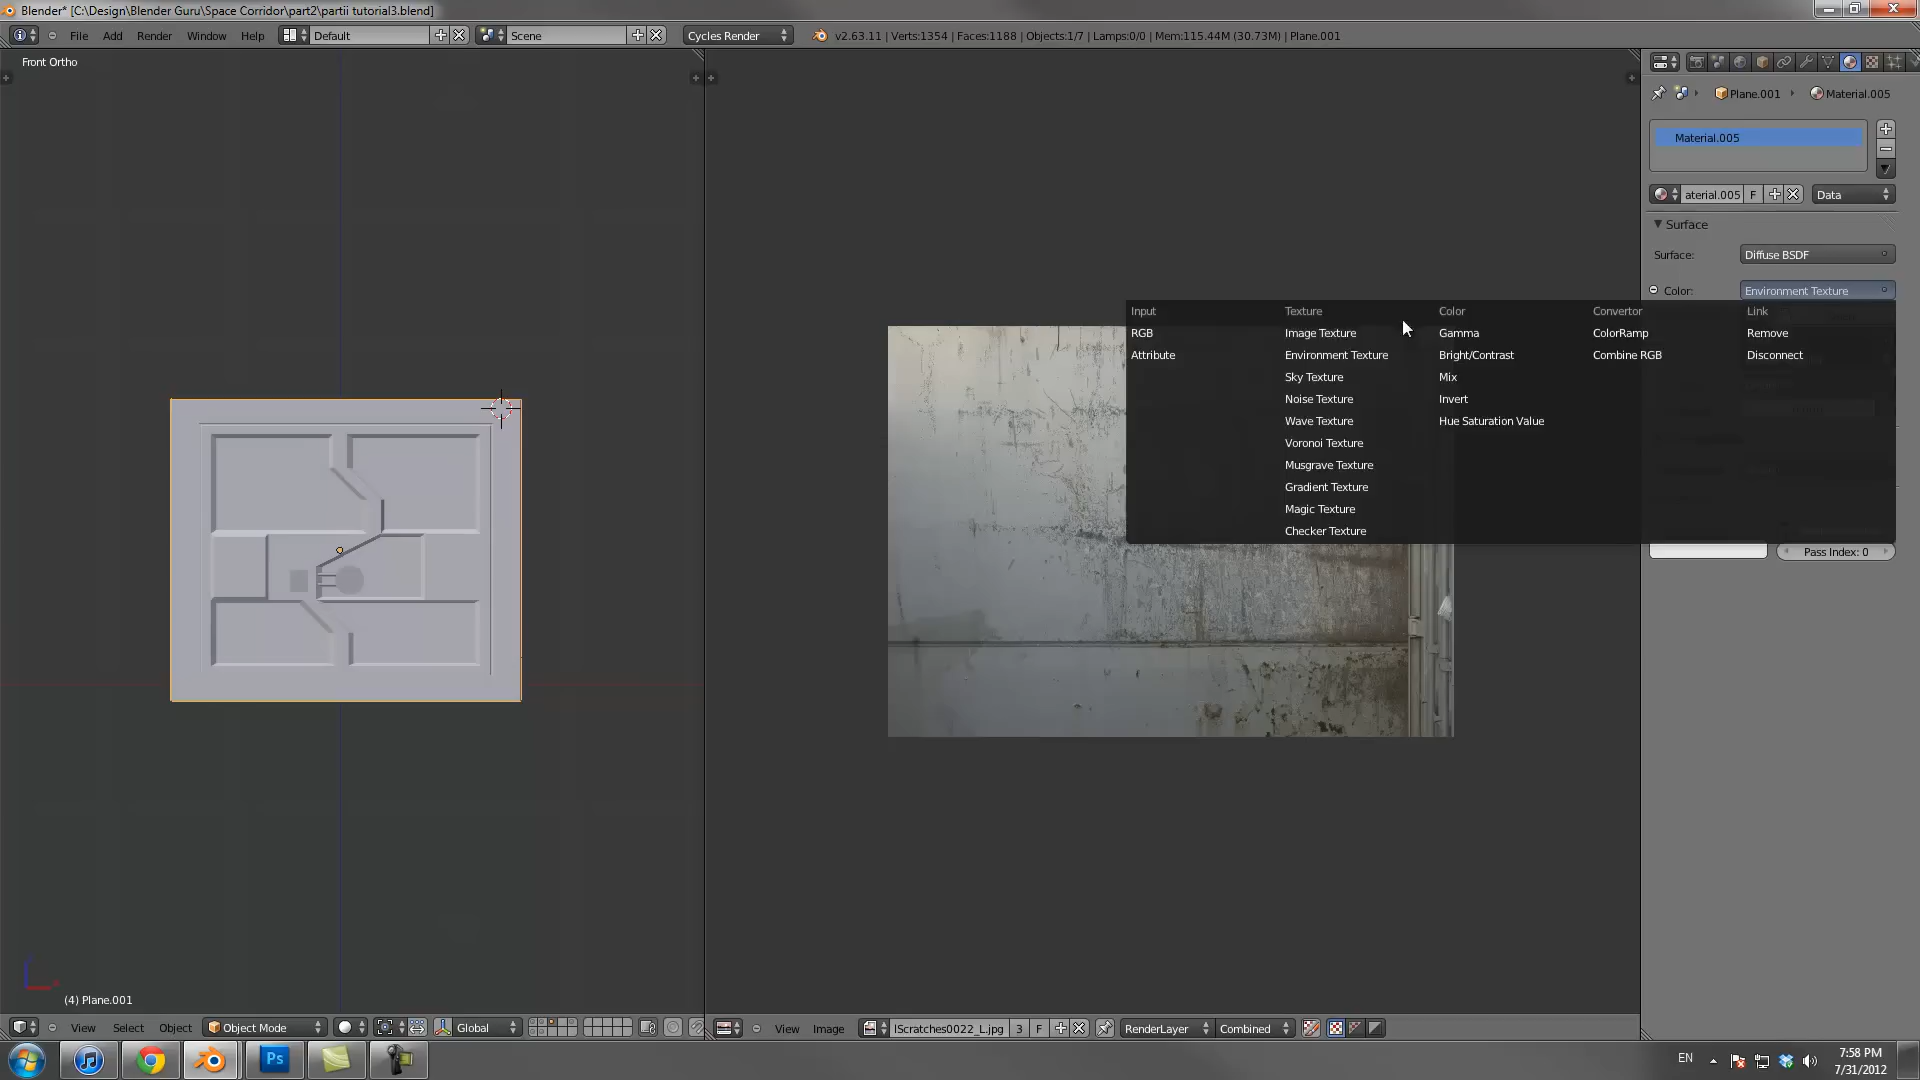 Blender* [C:\Design\Blender Guru\Space Corridor\part2\partii tutorial3.blend]
File Add Render Window Help Default Scene Cycles Render v2.63.11 | Verts:1354 | Faces:1188 | Objects:1/7 | Lamps:0/0 | Mem:115.44M (30.73M) | Plane.001
Front Ortho
Plane.001 Material.005
Material.005
aterial.005 F Data
Surface
Surface: Diffuse BSDF
Color: Environment Texture
Input Texture Color Convertor Link
RGB Image Texture Gamma ColorRamp Remove
Attribute Environment Texture Bright/Contrast Combine RGB Disconnect
Sky Texture Mix
Noise Texture Invert
Wave Texture Hue Saturation Value
Voronoi Texture
Musgrave Texture
Gradient Texture
Magic Texture
Checker Texture
Pass Index: 0
(4) Plane.001
View Select Object Object Mode Global View Image lScratches0022_L.jpg 3 F RenderLayer Combined
Ps
EN
7:58 PM
7/31/2012